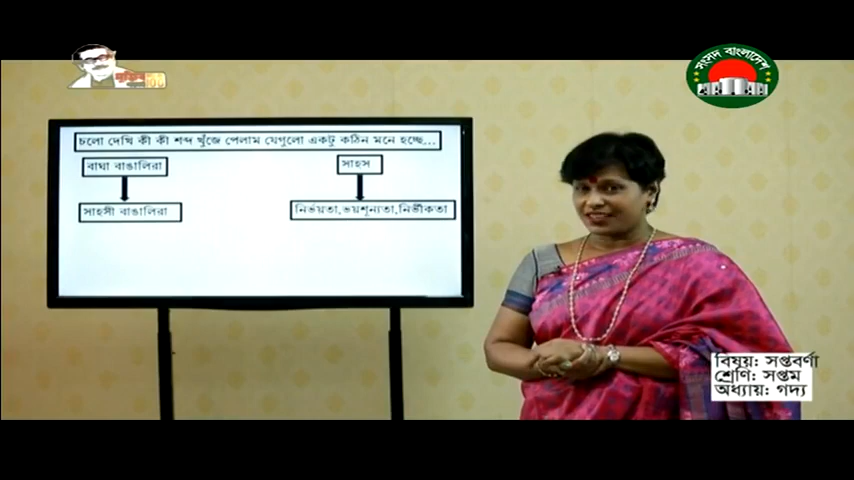 সংসদ বাংলাদেশ
চলো দেখি কী কী শব্দ খুঁজে পেলাম যেগুলো একটু কঠিন মনে হচ্ছে...
বাঘা বাঙালিরা
সাহস
সাহসী বাঙালিরা
নির্ভয়তা,ভয়শূন্যতা,নির্ভীকতা
বিষয়: সপ্তবর্ণা
শ্রেণি: সপ্তম
অধ্যায়: গদ্য